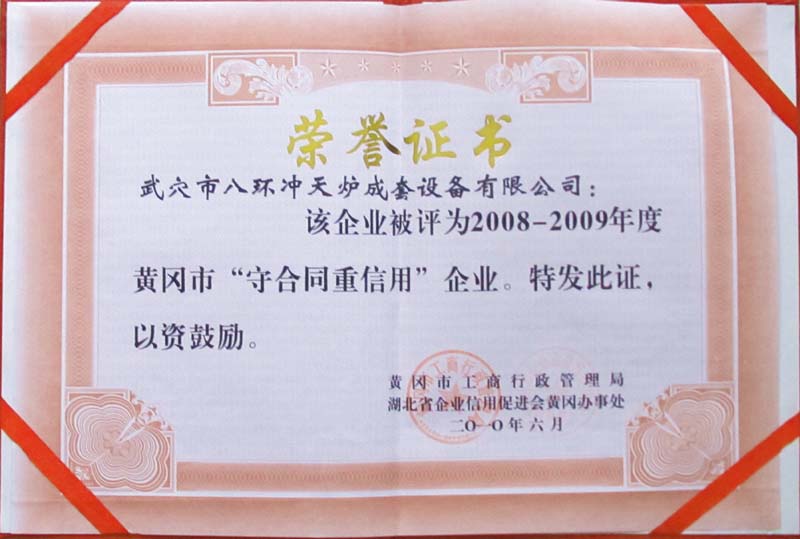 荣誉证书
武穴市八环冲天炉成套设备有限公司：
该企业被评为2008-2009年度
黄冈市“守合同重信用”企业。特发此证，
以资鼓励。
黄冈市工商行政管理局
湖北省企业信用促进会黄冈办事处
二〇一〇年六月